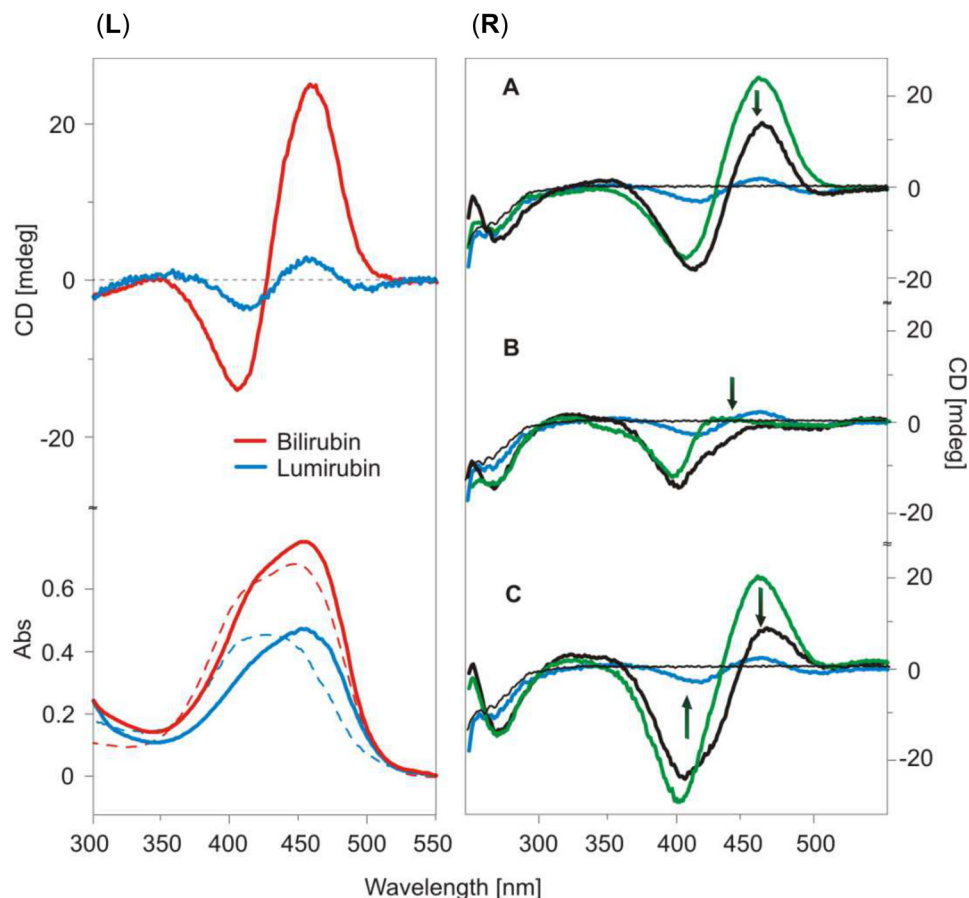 (L)
(R)
20
0
-20
CD [mdeg]
Bilirubin
Lumirubin
≈
0.6
0.4
0.2
0
Abs
300 350 400 450 500 550
A
20
0
-20
≈
B
20
0
-20
CD [mdeg]
≈
C
20
0
-20
300 350 400 450 500
Wavelength [nm]